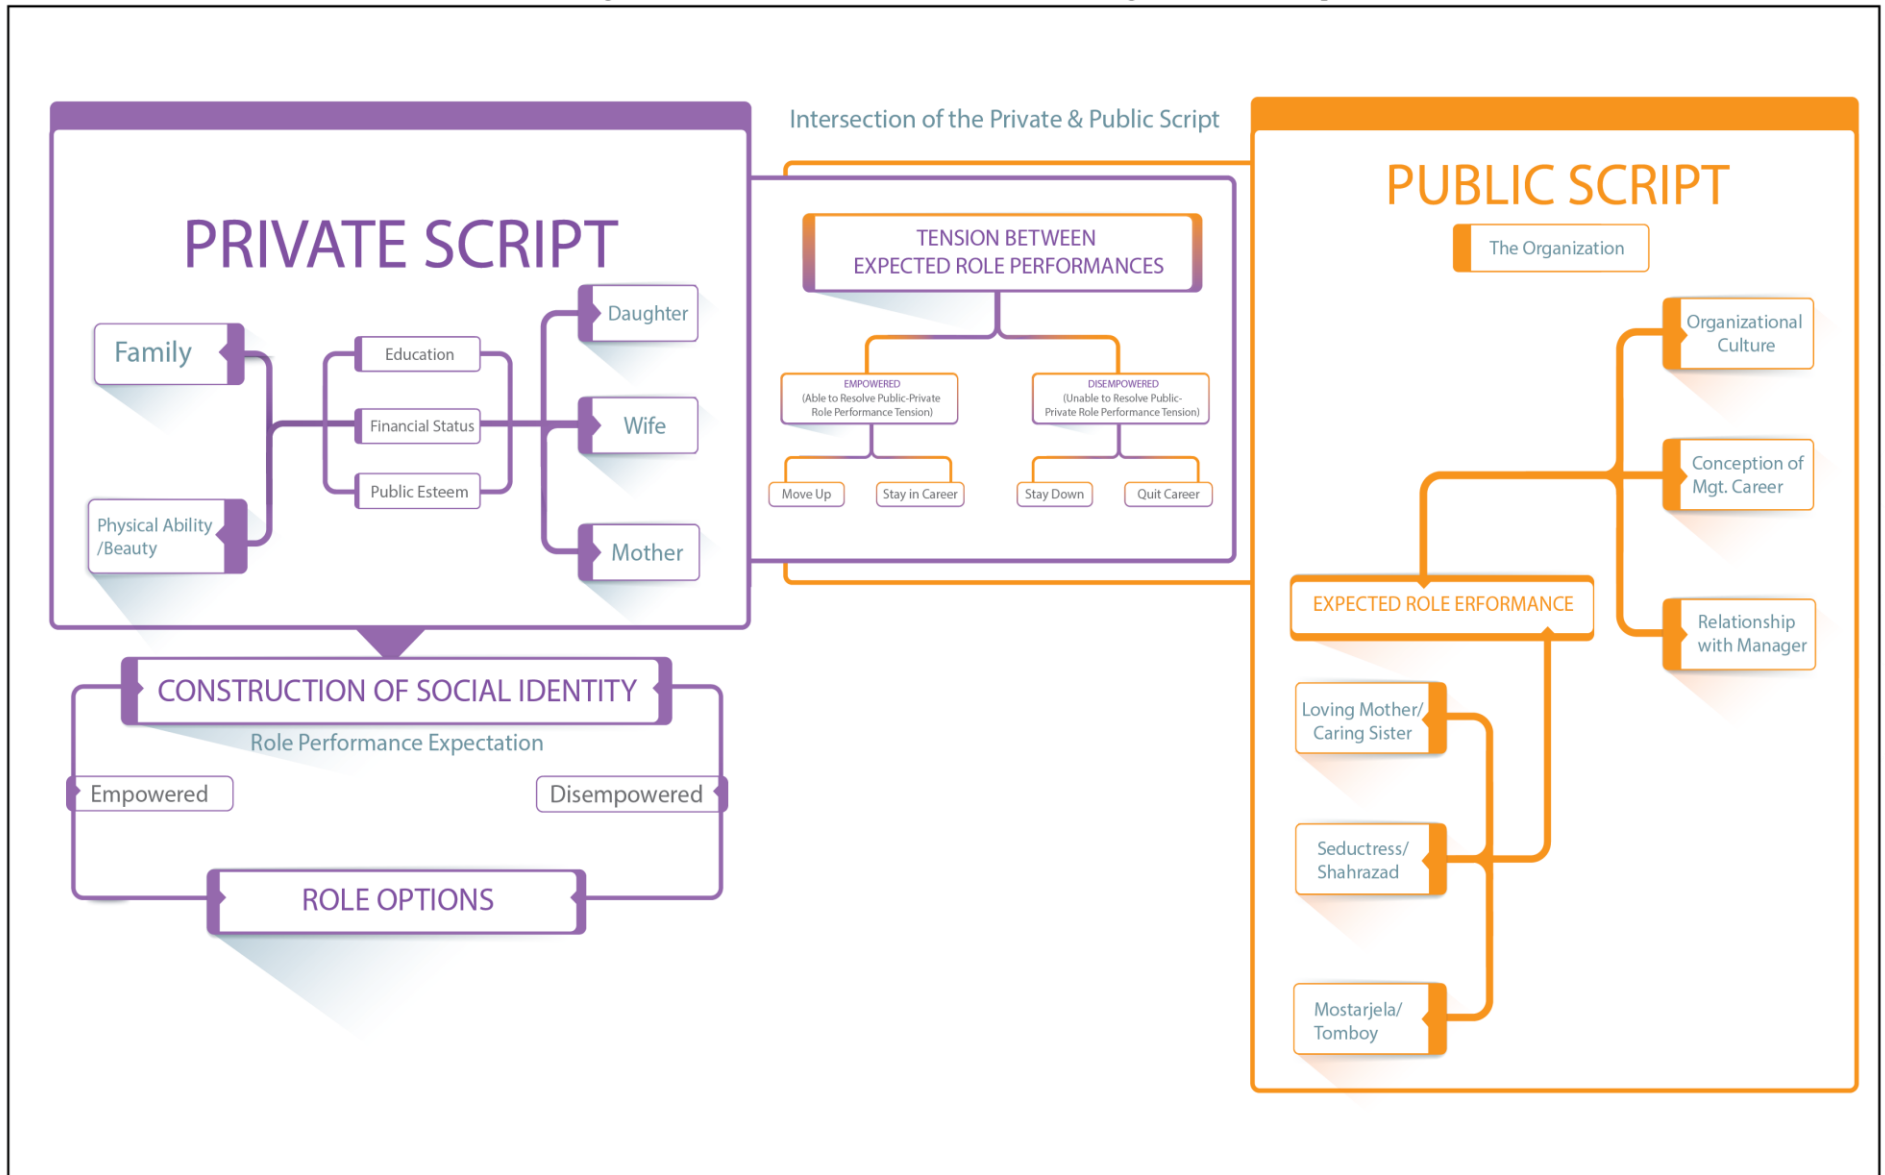 Intersection of the Private & Public Script
PRIVATE SCRIPT
Family
Physical Ability
/Beauty
Education
Financial Status
Public Esteem
Daughter
Wife
Mother
CONSTRUCTION OF SOCIAL IDENTITY
Role Performance Expectation
Empowered
Disempowered
ROLE OPTIONS
TENSION BETWEEN
EXPECTED ROLE PERFORMANCES
EMPOWERED
(Able to Resolve Public-Private
Role Performance Tension)
DISEMPOWERED
(Unable to Resolve Public-
Private Role Performance Tension)
Move Up
Stay in Career
Stay Down
Quit Career
PUBLIC SCRIPT
The Organization
Organizational
Culture
Conception of
Mgt. Career
Relationship
with Manager
EXPECTED ROLE ERFORMANCE
Loving Mother/
Caring Sister
Seductress/
Shahrazad
Mostarjela/
Tomboy